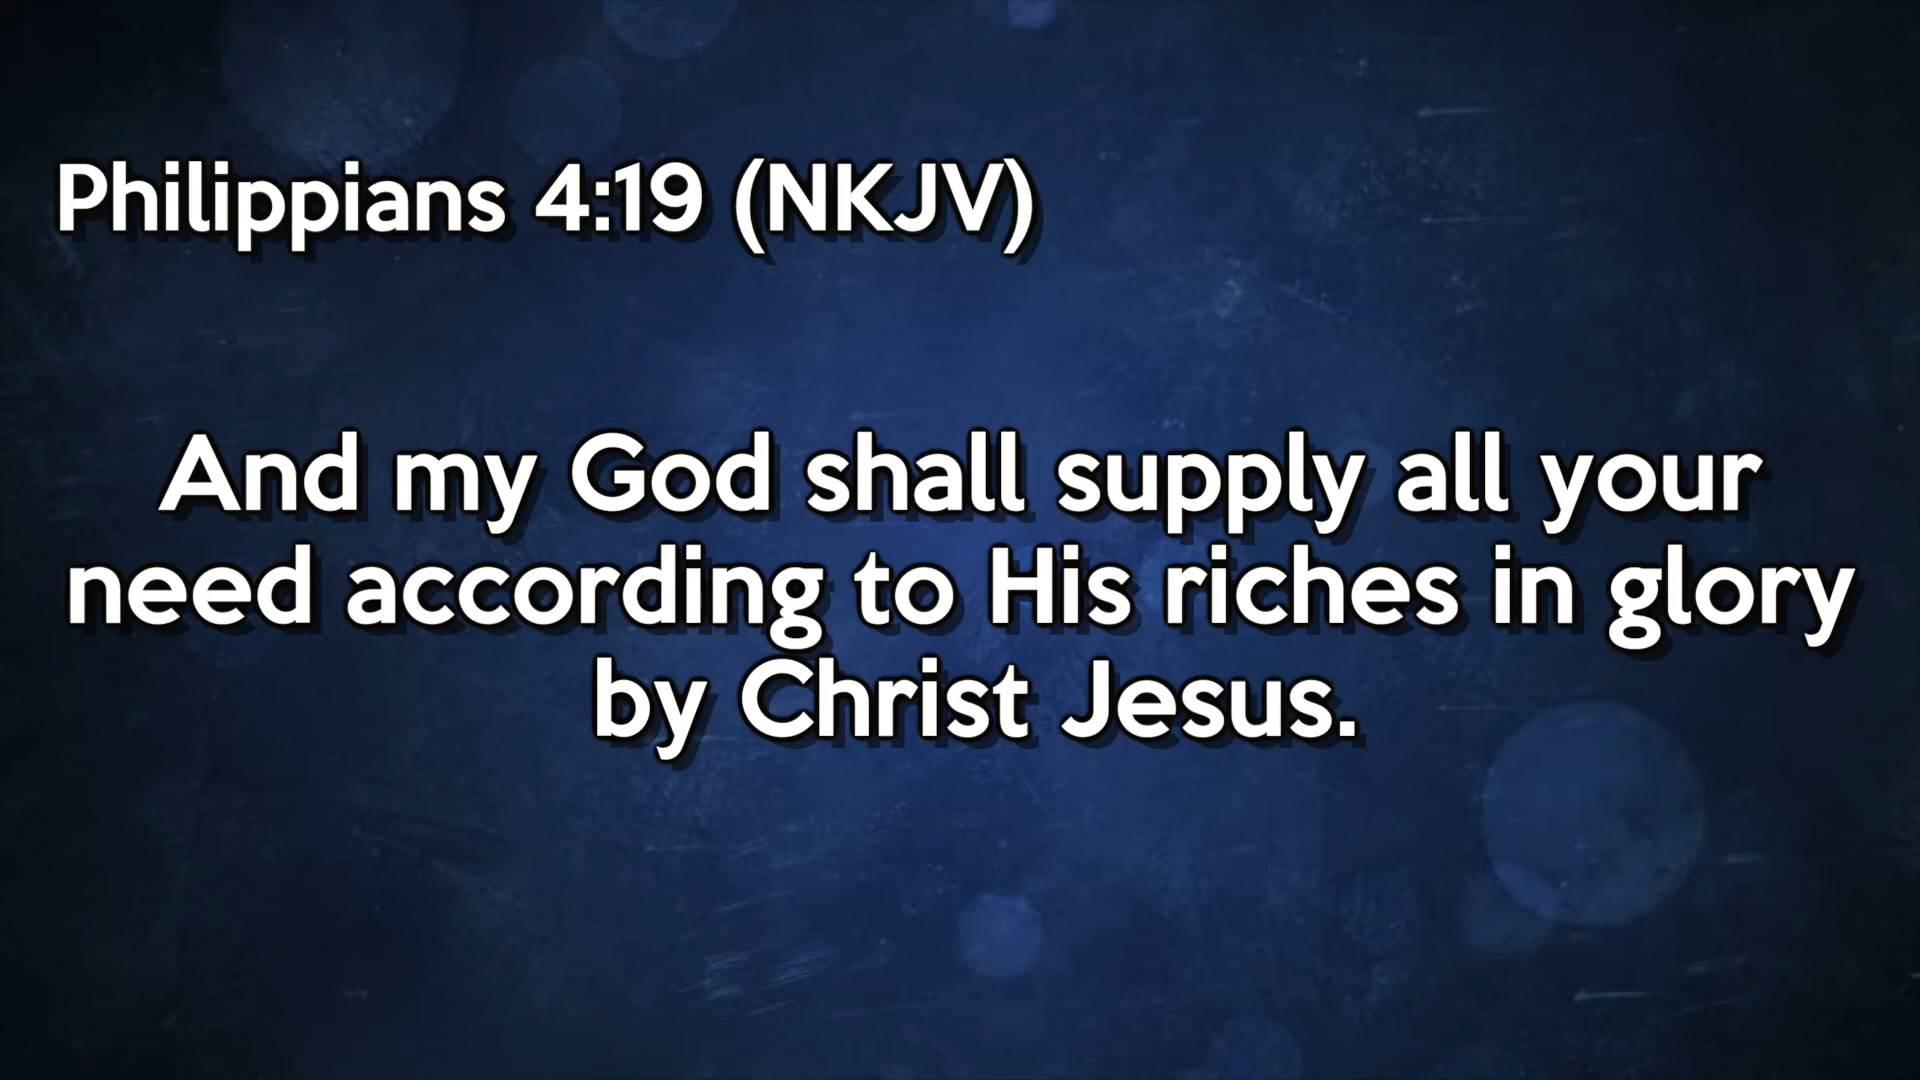 Philippians 4:19 (NKJV)
And my God shall supply all your
need according to His riches in glory
by Christ Jesus.